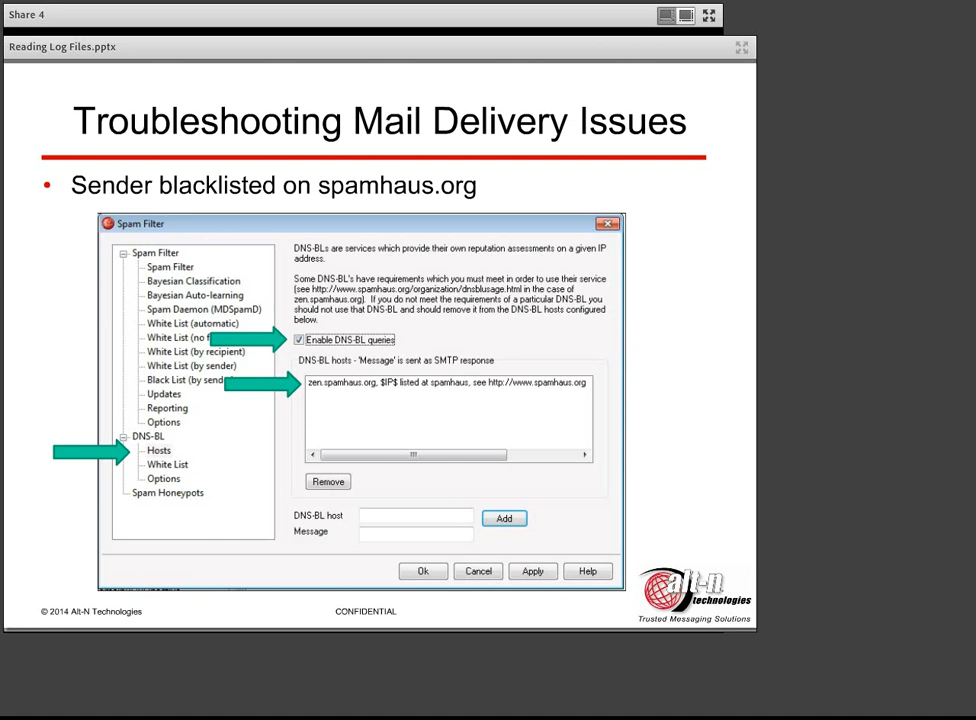 Share 4
Reading Log Files.pptx
Troubleshooting Mail Delivery Issues
• Sender blacklisted on spamhaus.org
Spam Filter
Spam Filter
Spam Filter
Bayesian Classification
Bayesian Auto-learning
Spam Daemon (MDSpamD)
White List (automatic)
White List (no
White List (by recipient)
White List (by sender)
Black List (by sende
Updates
Reporting
Options
DNS-BL
Hosts
White List
Options
Spam Honeypots
DNS-BLs are services which provide their own reputation assessments on a given IP
address.
Some DNS-BL's have requirements which you must meet in order to use their service
(see http://www.spamhaus.org/organization/dnsblusage.html in the case of
zen.spamhaus.org). If you do not meet the requirements of a particular DNS-BL you
should not use that DNS-BL and should remove it from the DNS-BL hosts configured
below.
Enable DNS-BL queries
DNS-BL hosts - 'Message' is sent as SMTP response
zen.spamhaus.org, $IP$ listed at spamhaus, see http://www.spamhaus.org
Remove
DNS-BL host
Add
Message
Ok
Cancel
Apply
Help
alt-n
technologies
Trusted Messaging Solutions
© 2014 Alt-N Technologies
CONFIDENTIAL